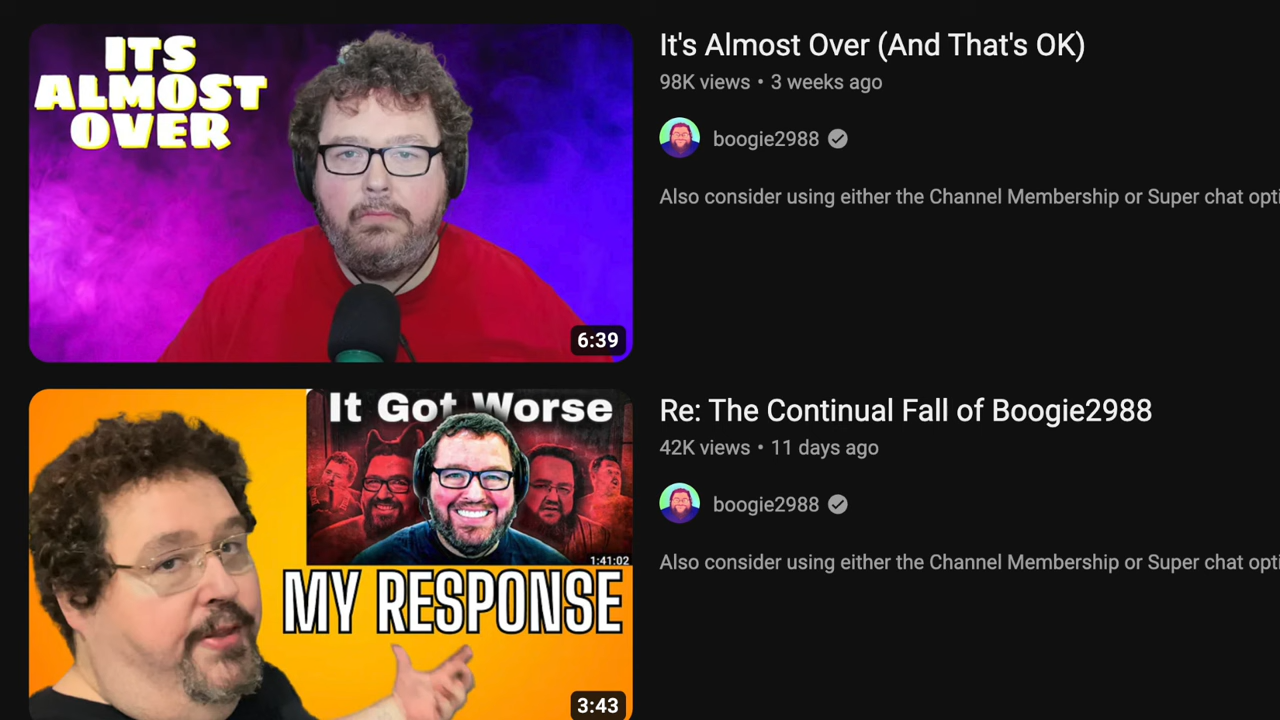 ITS
ALMOST
OVER
6:39
It's Almost Over (And That's OK)
98K views • 3 weeks ago
boogie2988
Also consider using either the Channel Membership or Super chat opti
It Got Worse
1:41:02
MY RESPONSE
3:43
Re: The Continual Fall of Boogie2988
42K views • 11 days ago
boogie2988
Also consider using either the Channel Membership or Super chat opti